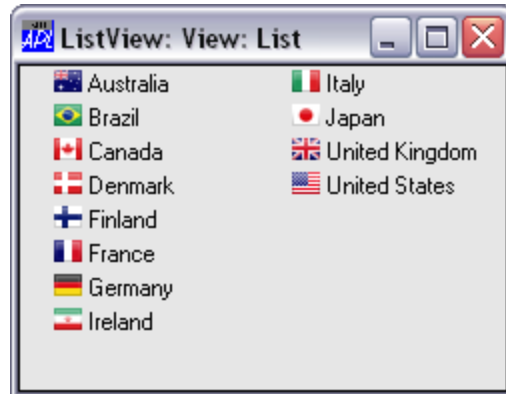 ListView: View: List
Australia
Brazil
Canada
Denmark
Finland
France
Germany
Ireland
Italy
Japan
United Kingdom
United States